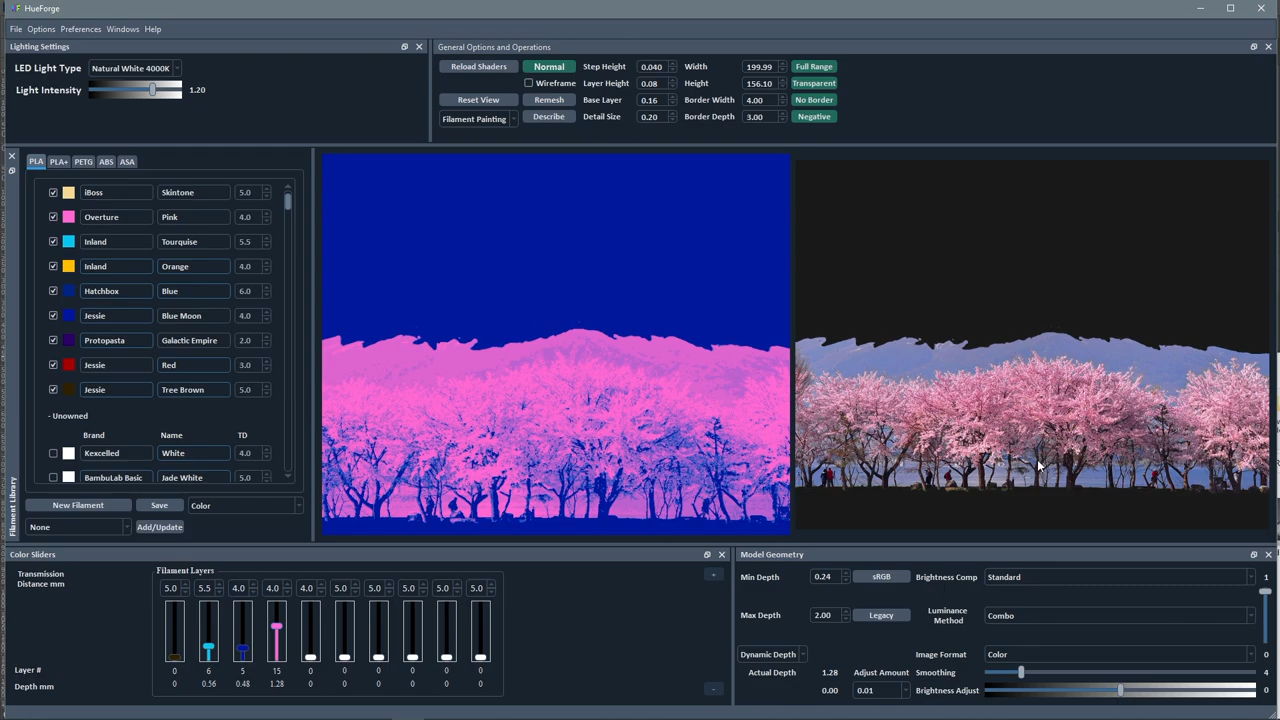 HueForge
File Options Preferences Windows Help
Lighting Settings
LED Light Type Natural White 4000K
Light Intensity 1.20
General Options and Operations
Reload Shaders Normal Step Height 0.040 Width 199.99 Full Range
Wireframe Layer Height 0.08 Height 156.10 Transparent
Reset View Remesh Base Layer 0.16 Border Width 4.00 No Border
Filament Painting Describe Detail Size 0.20 Border Depth 3.00 Negative
PLA PLA+ PETG ABS ASA
iBoss Skintone 5.0
Overture Pink 4.0
Inland Tourquise 5.5
Inland Orange 4.0
Hatchbox Blue 6.0
Jessie Blue Moon 4.0
Protopasta Galactic Empire 2.0
Jessie Red 3.0
Jessie Tree Brown 5.0
- Unowned
Brand Name TD
Kexcelled White 4.0
BambuLab Basic Jade White 5.0
Filament Library
New Filament Save Color
None Add/Update
Color Sliders
Transmission
Distance mm
Filament Layers
5.0 5.5 4.0 4.0 4.0 5.0 5.0 5.0 5.0 5.0
Layer # 0 6 5 15 0 0 0 0 0 0
Depth mm 0 0.56 0.48 1.28 0 0 0 0 0 0
+
-
Model Geometry
Min Depth 0.24 sRGB Brightness Comp Standard 1
Max Depth 2.00 Legacy Luminance Method Combo
Dynamic Depth Image Format Color 0
Actual Depth 1.28 Adjust Amount Smoothing 4
0.00 0.01 Brightness Adjust 0